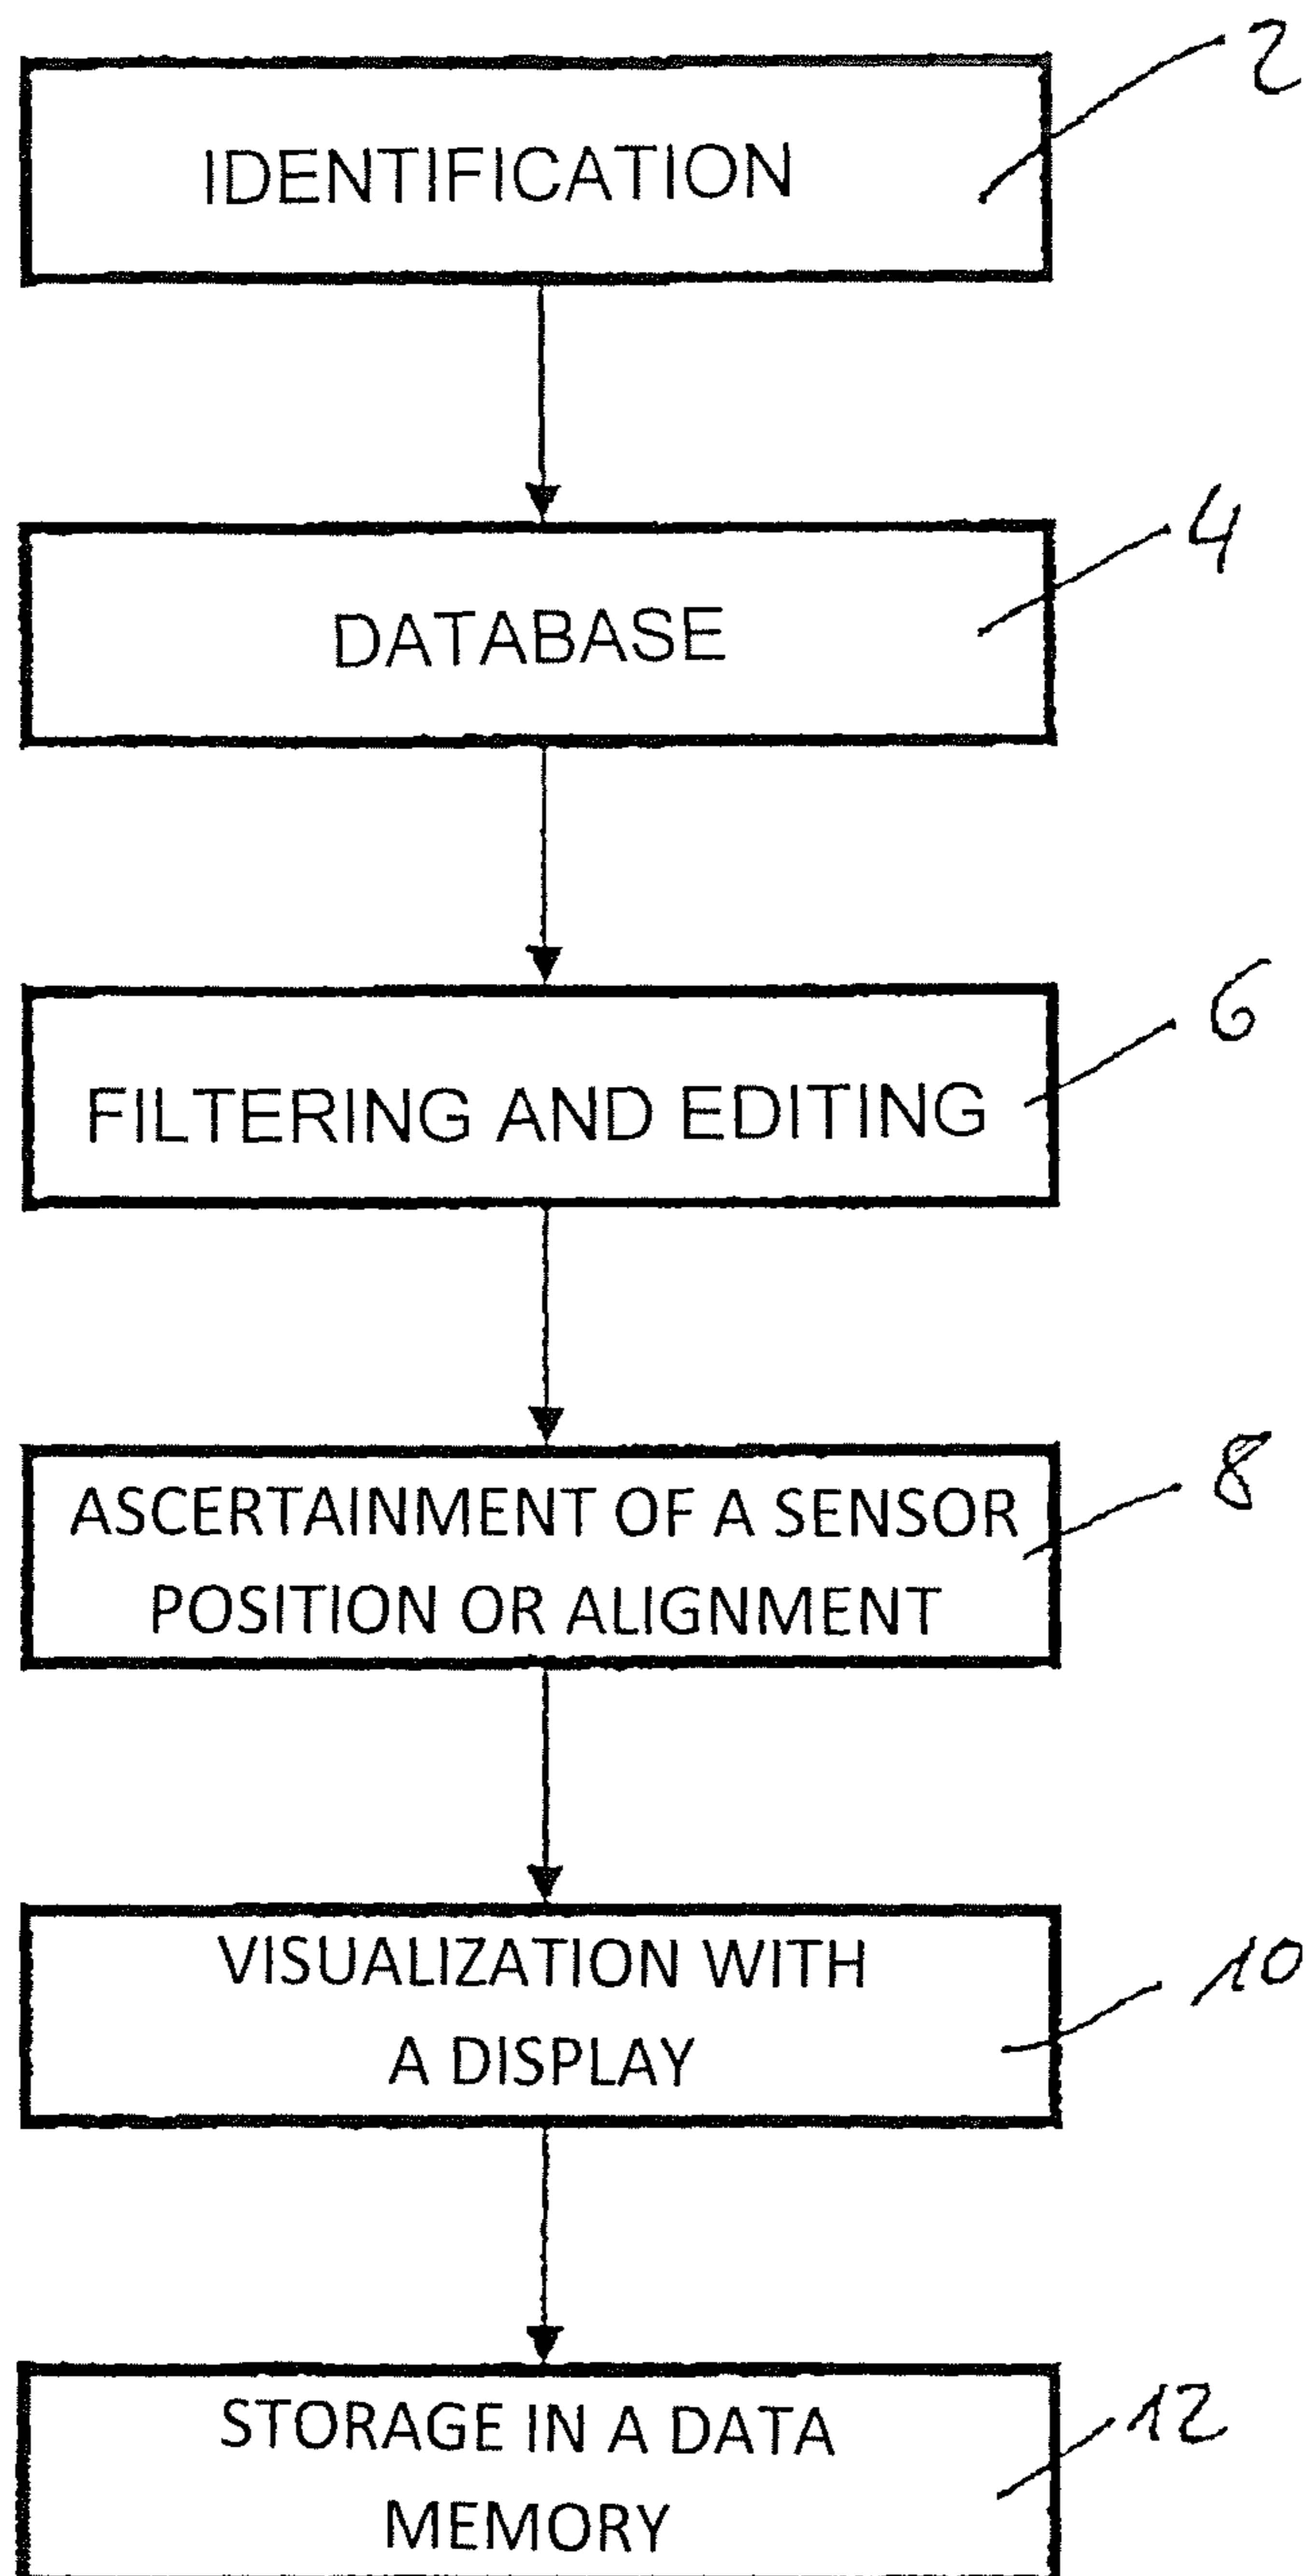 2
IDENTIFICATION
4
DATABASE
6
FILTERING AND EDITING
8
ASCERTAINMENT OF A SENSOR
POSITION OR ALIGNMENT
10
VISUALIZATION WITH
A DISPLAY
12
STORAGE IN A DATA
MEMORY